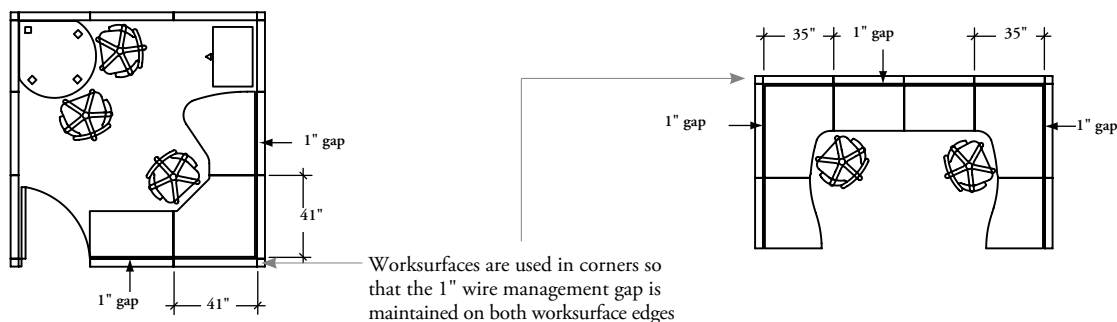 35"
1" gap
35"
1" gap
1" gap
1" gap
41"
1" gap
41"
Worksurfaces are used in corners so
that the 1" wire management gap is
maintained on both worksurface edges